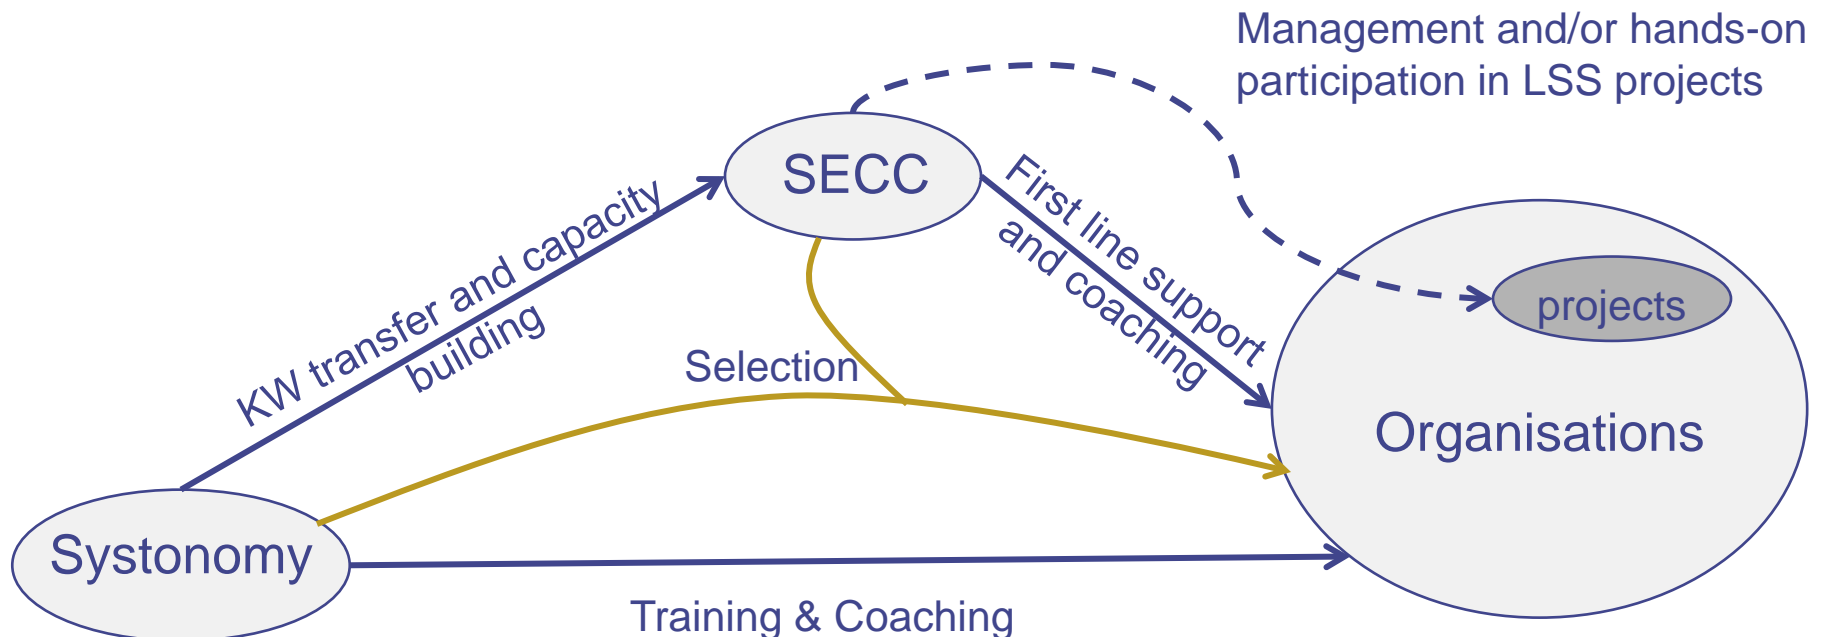 Management and/or hands-on
participation in LSS projects
SECC
KW transfer and capacity
building
First line support
and coaching
projects
Selection
Organisations
Systonomy
Training & Coaching